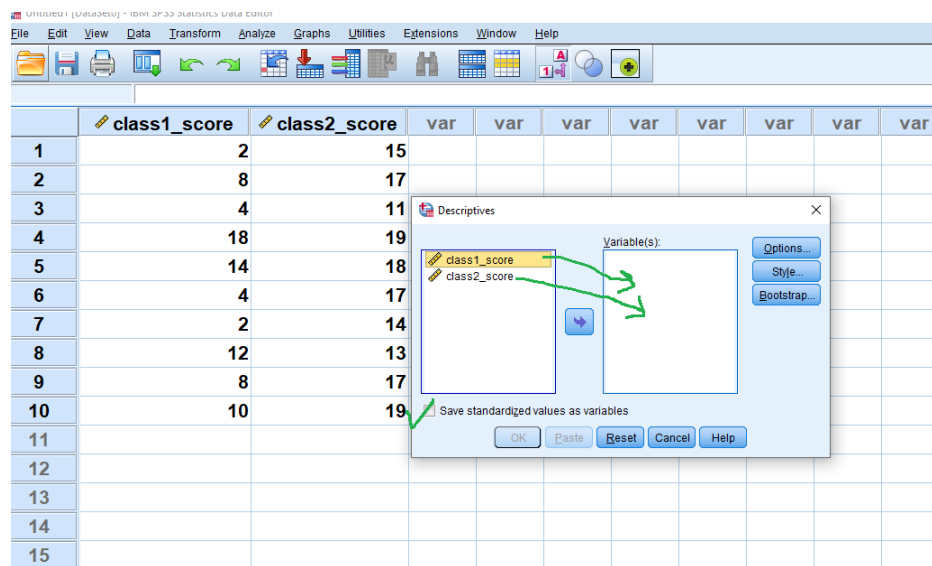 Untitled1 [DataSet0] - IBM SPSS Statistics Data Editor
File Edit View Data Transform Analyze Graphs Utilities Extensions Window Help
class1_score class2_score var var var var var var var var
1 2 15
2 8 17
3 4 11
4 18 19
5 14 18
6 4 17
7 2 14
8 12 13
9 8 17
10 10 19
11
12
13
14
15
Descriptives
Variable(s):
class1_score
class2_score
Options...
Style...
Bootstrap...
Save standardized values as variables
OK Paste Reset Cancel Help